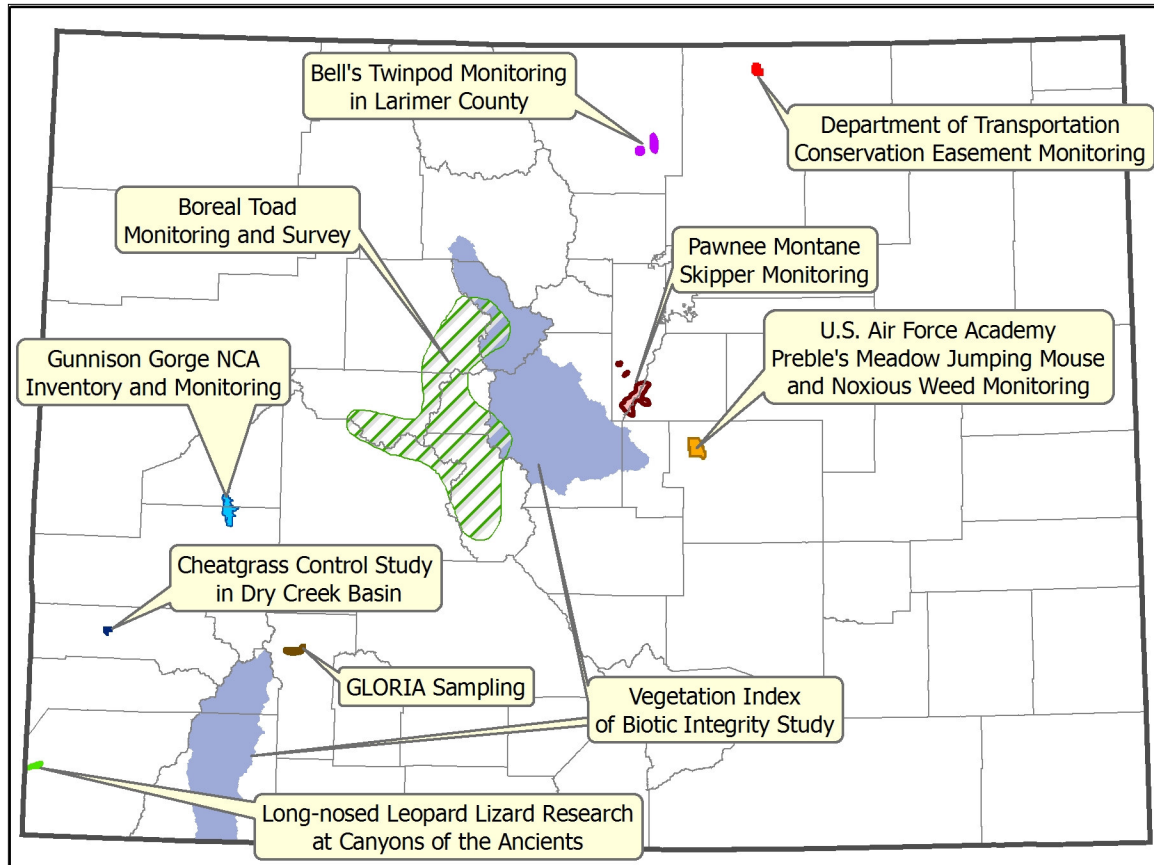 Bell's Twinpod Monitoring
in Larimer County
Department of Transportation
Conservation Easement Monitoring
Boreal Toad
Monitoring and Survey
Pawnee Montane
Skipper Monitoring
U.S. Air Force Academy
Preble's Meadow Jumping Mouse
and Noxious Weed Monitoring
Gunnison Gorge NCA
Inventory and Monitoring
Cheatgrass Control Study
in Dry Creek Basin
GLORIA Sampling
Vegetation Index
of Biotic Integrity Study
Long-nosed Leopard Lizard Research
at Canyons of the Ancients